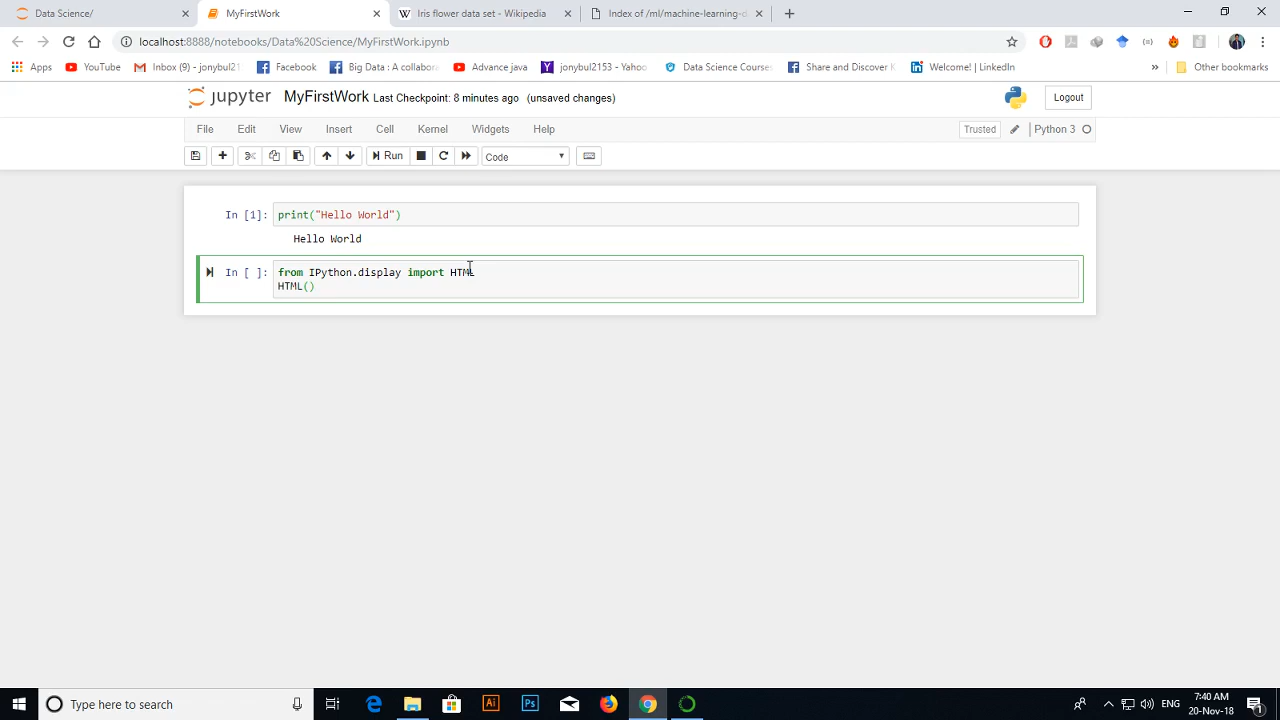 Data Science/
MyFirstWork
Iris flower data set - Wikipedia
Index of /ml/machine-learning-d
localhost:8888/notebooks/Data%20Science/MyFirstWork.ipynb
Apps
YouTube
Inbox (9) - jonybul21
Facebook
Big Data : A collabora
Advance java
jonybul2153 - Yahoo
Data Science Course
Share and Discover K
Welcome! | LinkedIn
»
Other bookmarks
jupyter MyFirstWork Last Checkpoint: 8 minutes ago (unsaved changes)
Logout
File Edit View Insert Cell Kernel Widgets Help
Trusted
Python 3
Run
Code
In [1]: print("Hello World")
Hello World
In [ ]: from IPython.display import HTML
HTML()
Type here to search
Ai
Ps
ENG
7:40 AM
20-Nov-18
1